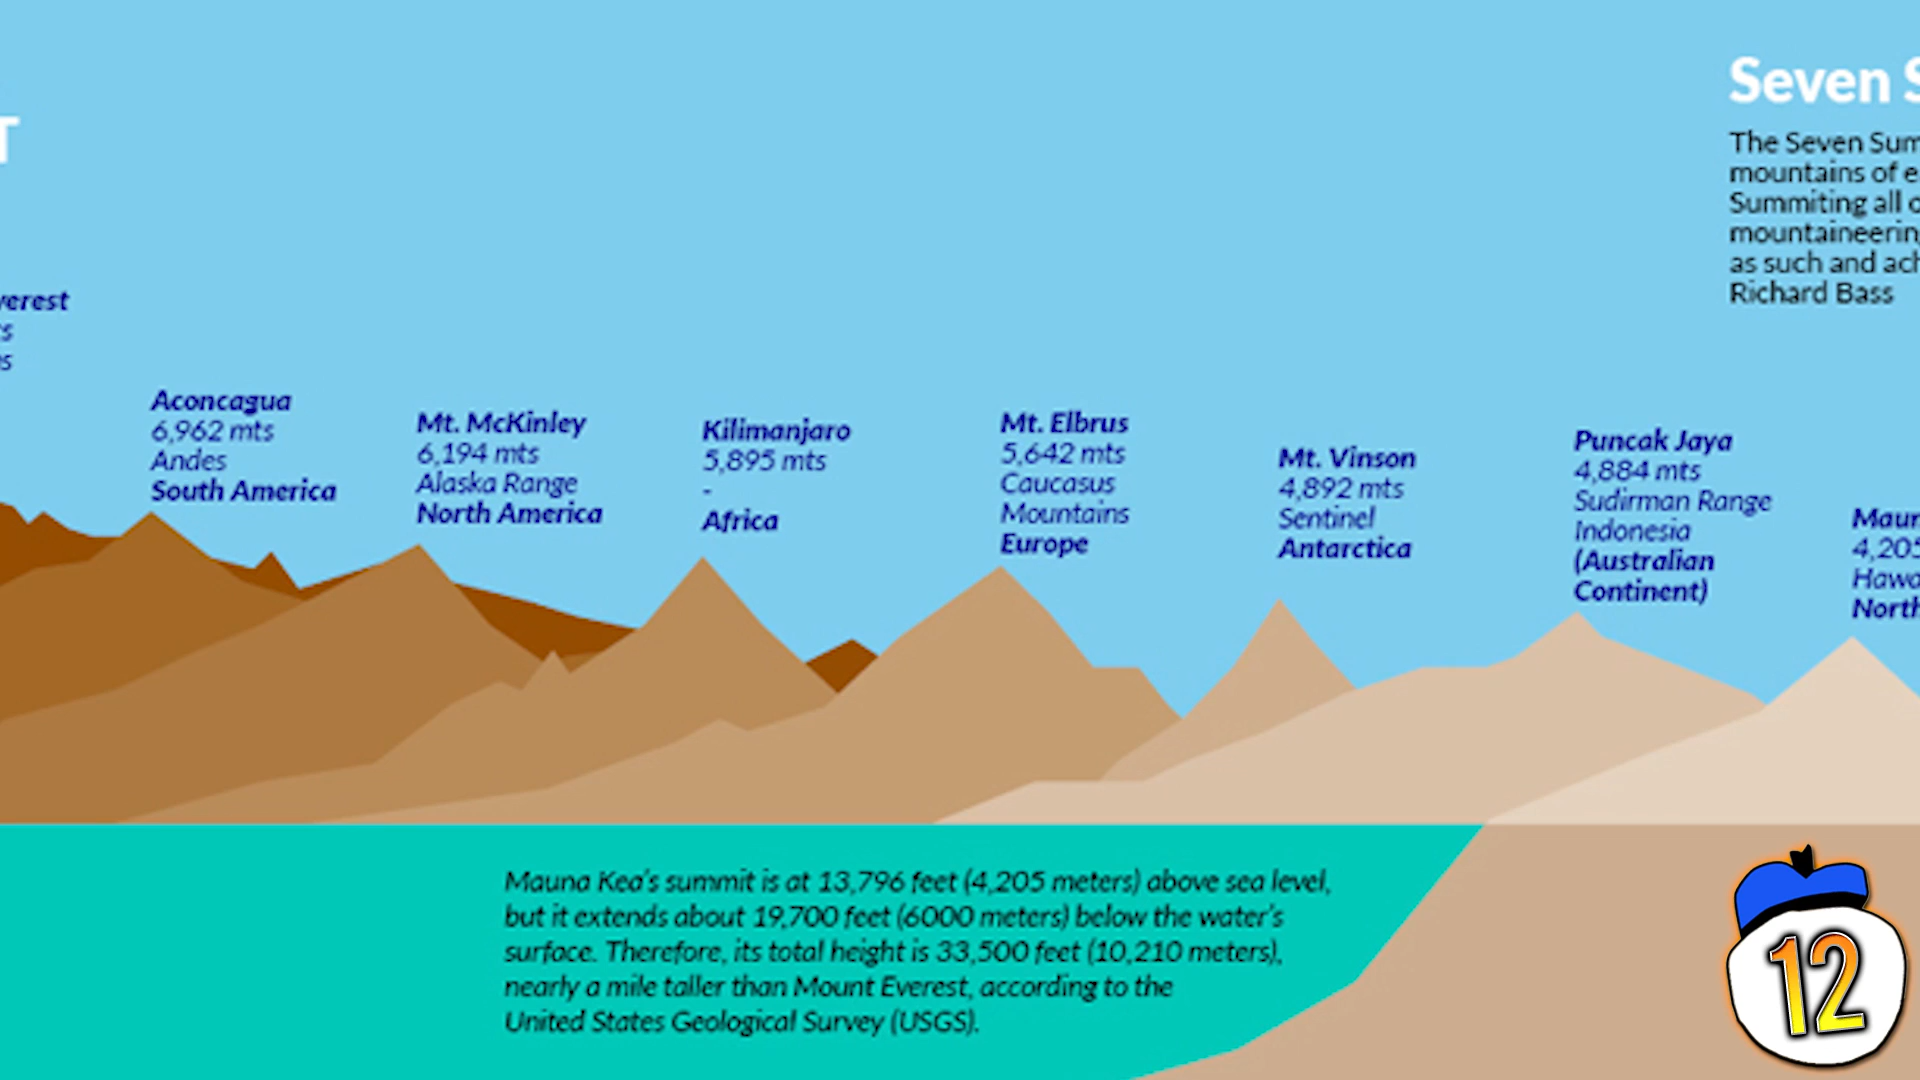 T
verest
s
s
Aconcagua
6,962 mts
Andes
South America
Mt. McKinley
6,194 mts
Alaska Range
North America
Kilimanjaro
5,895 mts
-
Africa
Mt. Elbrus
5,642 mts
Caucasus
Mountains
Europe
Mt. Vinson
4,892 mts
Sentinel
Antarctica
Puncak Jaya
4,884 mts
Sudirman Range
Indonesia
(Australian
Continent)
Maun
4,205
Hawa
North
Seven S
The Seven Sum
mountains of e
Summiting all o
mountaineering
as such and ach
Richard Bass
Mauna Kea's summit is at 13,796 feet (4,205 meters) above sea level,
but it extends about 19,700 feet (6000 meters) below the water's
surface. Therefore, its total height is 33,500 feet (10,210 meters),
nearly a mile taller than Mount Everest, according to the
United States Geological Survey (USGS).
12